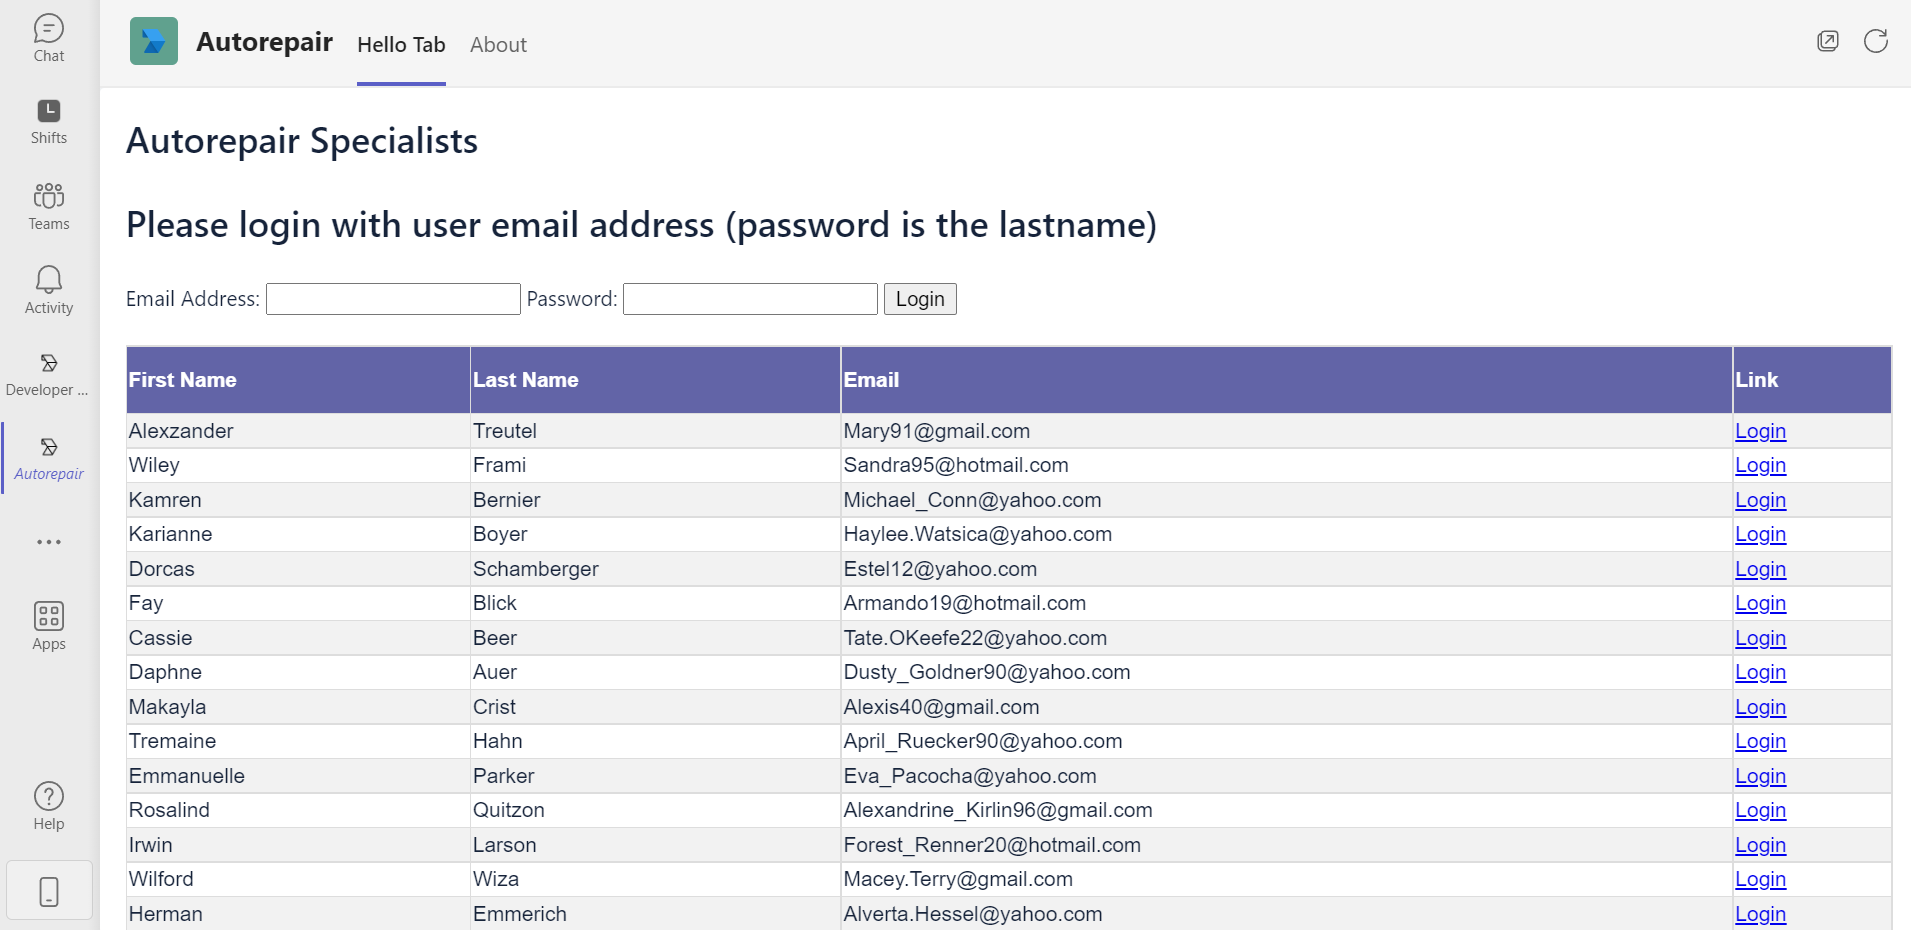 Chat
Shifts
Teams
Activity
Developer ...
Autorepair
Apps
Help
Autorepair Hello Tab About
Autorepair Specialists
Please login with user email address (password is the lastname)
Email Address: Password: Login
First Name Last Name Email Link
Alexzander Treutel Mary91@gmail.com Login
Wiley Frami Sandra95@hotmail.com Login
Kamren Bernier Michael_Conn@yahoo.com Login
Karianne Boyer Haylee.Watsica@yahoo.com Login
Dorcas Schamberger Estel12@yahoo.com Login
Fay Blick Armando19@hotmail.com Login
Cassie Beer Tate.OKeefe22@yahoo.com Login
Daphne Auer Dusty_Goldner90@yahoo.com Login
Makayla Crist Alexis40@gmail.com Login
Tremaine Hahn April_Ruecker90@yahoo.com Login
Emmanuelle Parker Eva_Pacocha@yahoo.com Login
Rosalind Quitzon Alexandrine_Kirlin96@gmail.com Login
Irwin Larson Forest_Renner20@hotmail.com Login
Wilford Wiza Macey.Terry@gmail.com Login
Herman Emmerich Alverta.Hessel@yahoo.com Login